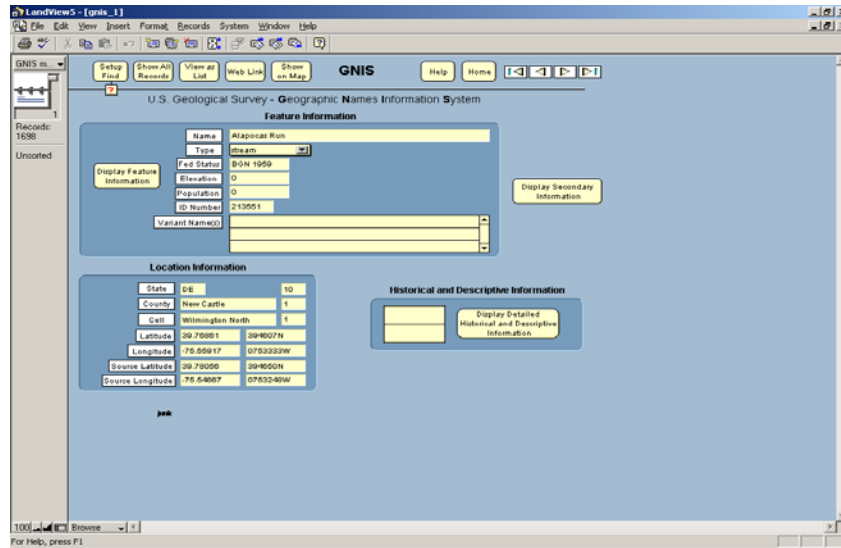 LandView5 - [gnis_1]
File Edit View Insert Format Records System Window Help
GNIS m...
Setup Find Show All Records View as List Web Link Show on Map GNIS Help Home
?
1
Records:
1698
Unsorted
U.S. Geological Survey - Geographic Names Information System
Feature Information
Name Alapocas Run
Type stream
Fed Status BGN 1959
Display Feature Information
Elevation 0
Population 0
ID Number 213551
Variant Name(s)
Display Secondary Information
Location Information
State DE 10
County New Castle 1
Cell Wilmington North 1
Latitude 39.76861 394607N
Longitude -75.55917 0753333W
Source Latitude 39.78056 394650N
Source Longitude -75.54667 0753248W
Historical and Descriptive Information
Display Detailed Historical and Descriptive Information
junk
100 Browse
For Help, press F1